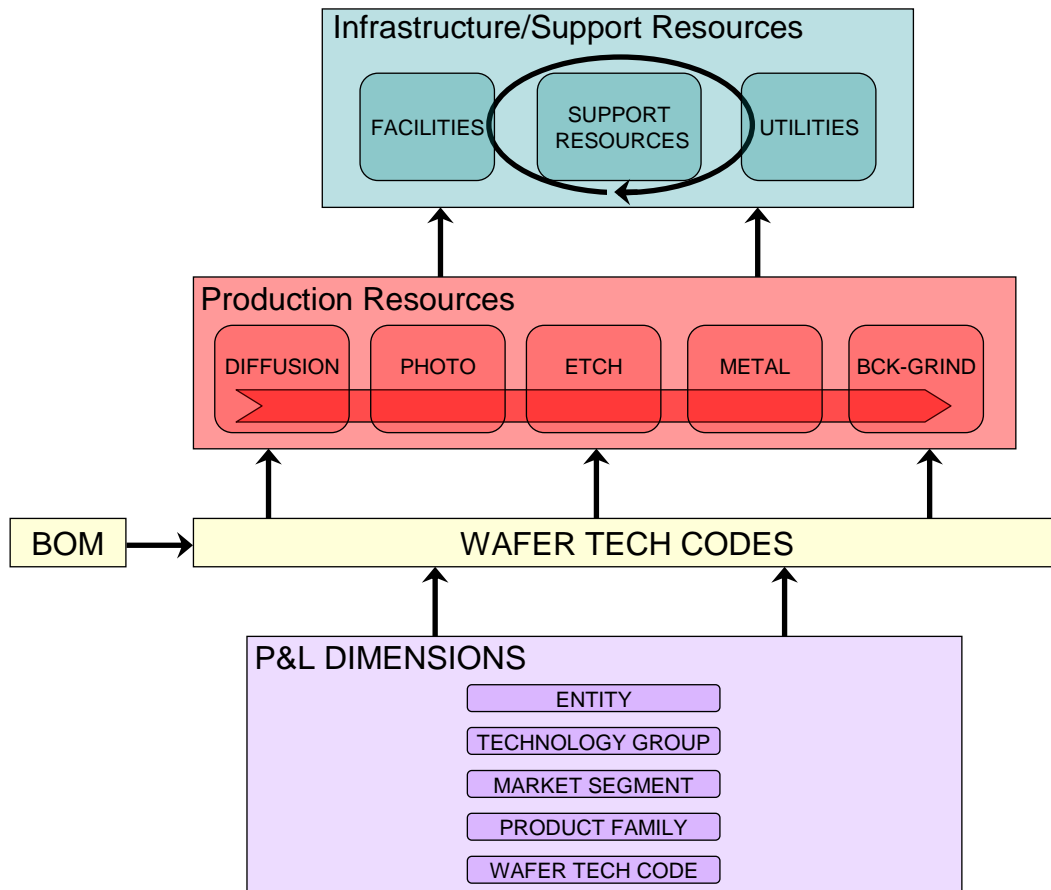 Infrastructure/Support Resources
FACILITIES
SUPPORT
RESOURCES
UTILITIES
Production Resources
DIFFUSION
PHOTO
ETCH
METAL
BCK-GRIND
BOM
WAFER TECH CODES
P&L DIMENSIONS
ENTITY
TECHNOLOGY GROUP
MARKET SEGMENT
PRODUCT FAMILY
WAFER TECH CODE